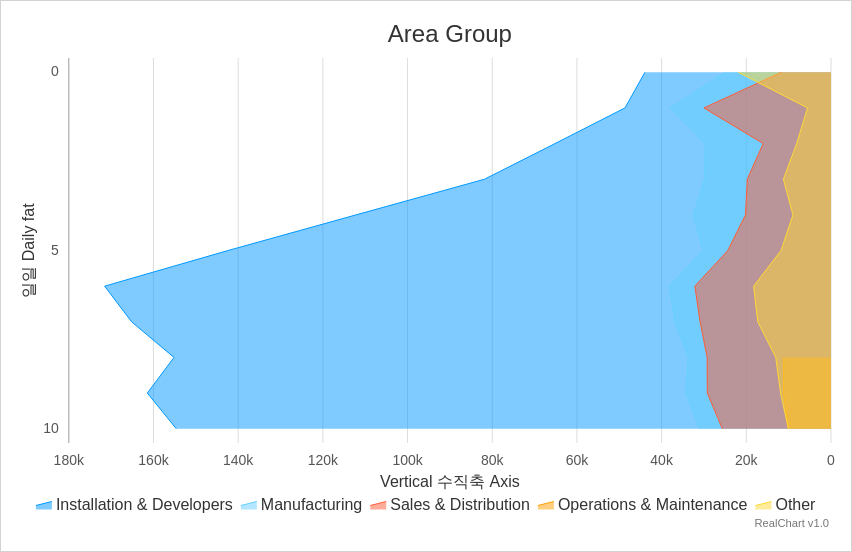 Area Group
0
5
10
일일 Daily fat
180k 160k 140k 120k 100k 80k 60k 40k 20k 0
Vertical 수직축 Axis
Installation & Developers Manufacturing Sales & Distribution Operations & Maintenance Other
RealChart v1.0